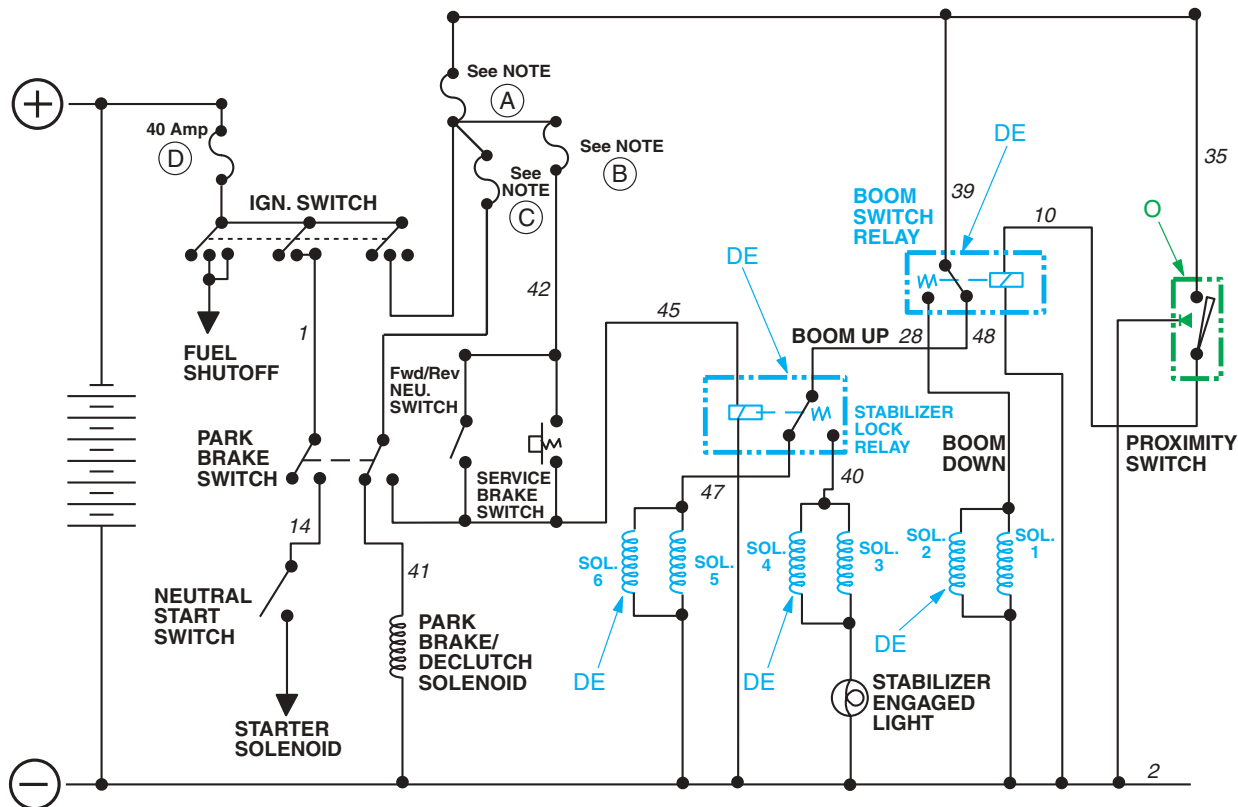 +
40 Amp
D
See NOTE
A
See NOTE
B
See
NOTE
C
IGN. SWITCH
FUEL
SHUTOFF
1
42
45
DE
DE
BOOM
SWITCH
RELAY
39
10
35
O
BOOM UP
28
48
Fwd/Rev
NEU.
SWITCH
SERVICE
BRAKE
SWITCH
PARK
BRAKE
SWITCH
STABILIZER
LOCK
RELAY
BOOM
DOWN
PROXIMITY
SWITCH
14
41
47
40
SOL.
6
SOL.
5
SOL.
4
SOL.
3
SOL.
2
SOL.
1
NEUTRAL
START
SWITCH
PARK
BRAKE/
DECLUTCH
SOLENOID
DE
DE
DE
STABILIZER
ENGAGED
LIGHT
STARTER
SOLENOID
2
−